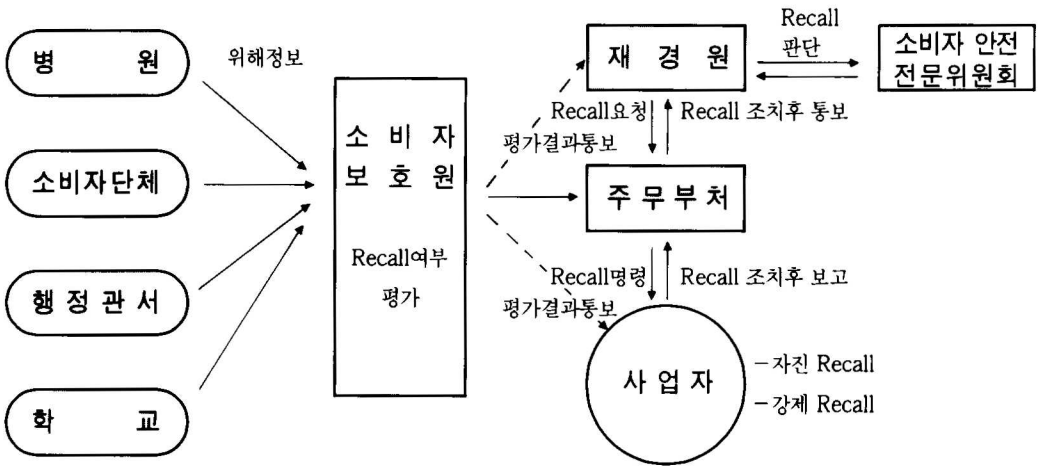 병 원
위해정보
소비자단체
행 정 관 서
학 교
소 비 자
보 호 원
Recall여부
평가
재 경 원
Recall
판단
소비자 안전
전문위원회
Recall요청
Recall 조치후 통보
평가결과통보
주 무 부 처
Recall명령
Recall 조치후 보고
평가결과통보
사 업 자
-자진 Recall
-강제 Recall